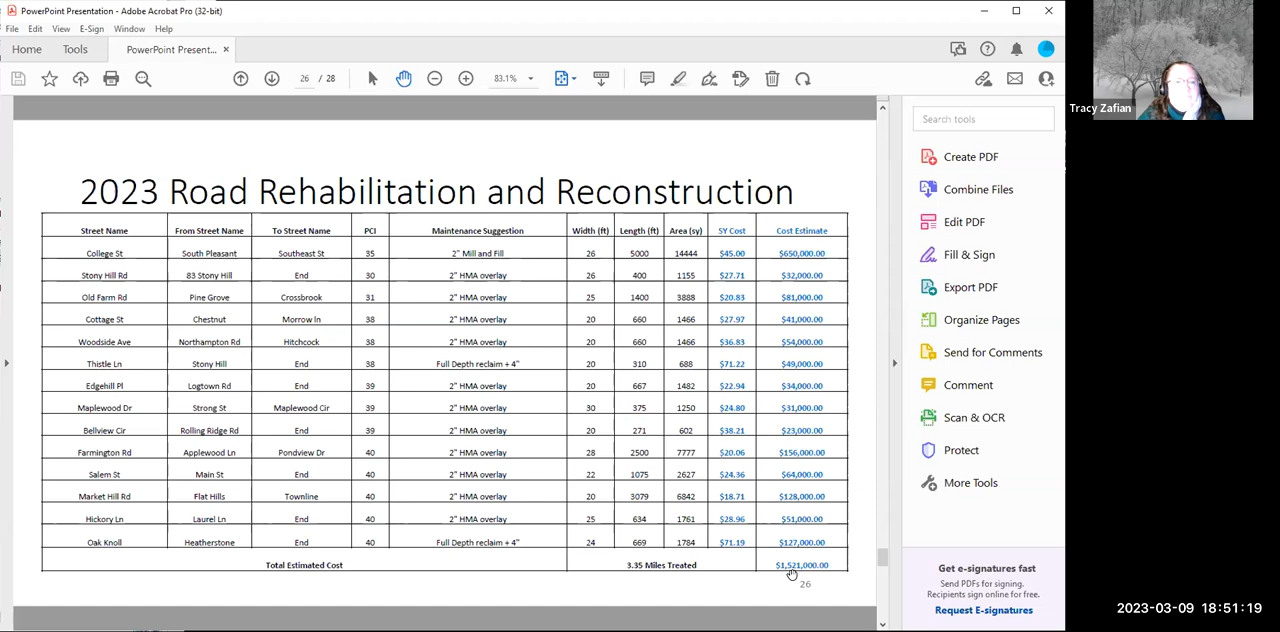 PowerPoint Presentation - Adobe Acrobat Pro (32-bit)
File Edit View E-Sign Window Help
Home Tools PowerPoint Present... ×
26 / 28 83.1%
Tracy Zafian
Search tools
Create PDF
Combine Files
Edit PDF
Fill & Sign
Export PDF
Organize Pages
Send for Comments
Comment
Scan & OCR
Protect
More Tools
Get e-signatures fast
Send PDFs for signing.
Recipients sign online for free.
Request E-signatures
2023 Road Rehabilitation and Reconstruction
Street Name From Street Name To Street Name PCI Maintenance Suggestion Width (ft) Length (ft) Area (sy) SY Cost Cost Estimate
College St South Pleasant Southeast St 35 2" Mill and Fill 26 5000 14444 $45.00 $650,000.00
Stony Hill Rd 83 Stony Hill End 30 2" HMA overlay 26 400 1155 $27.71 $32,000.00
Old Farm Rd Pine Grove Crossbrook 31 2" HMA overlay 25 1400 3888 $20.83 $81,000.00
Cottage St Chestnut Morrow ln 38 2" HMA overlay 20 660 1466 $27.97 $41,000.00
Woodside Ave Northampton Rd Hitchcock 38 2" HMA overlay 20 660 1466 $36.83 $54,000.00
Thistle Ln Stony Hill End 38 Full Depth reclaim + 4" 20 310 688 $71.22 $49,000.00
Edgehill Pl Logtown Rd End 39 2" HMA overlay 20 667 1482 $22.94 $34,000.00
Maplewood Dr Strong St Maplewood Cir 39 2" HMA overlay 30 375 1250 $24.80 $31,000.00
Bellview Cir Rolling Ridge Rd End 39 2" HMA overlay 20 271 602 $38.21 $23,000.00
Farmington Rd Applewood Ln Pondview Dr 40 2" HMA overlay 28 2500 7777 $20.06 $156,000.00
Salem St Main St End 40 2" HMA overlay 22 1075 2627 $24.36 $64,000.00
Market Hill Rd Flat Hills Townline 40 2" HMA overlay 20 3079 6842 $18.71 $128,000.00
Hickory Ln Laurel Ln End 40 2" HMA overlay 25 634 1761 $28.96 $51,000.00
Oak Knoll Heatherstone End 40 Full Depth reclaim + 4" 24 669 1784 $71.19 $127,000.00
Total Estimated Cost 3.35 Miles Treated $1,521,000.00
26
2023-03-09 18:51:19